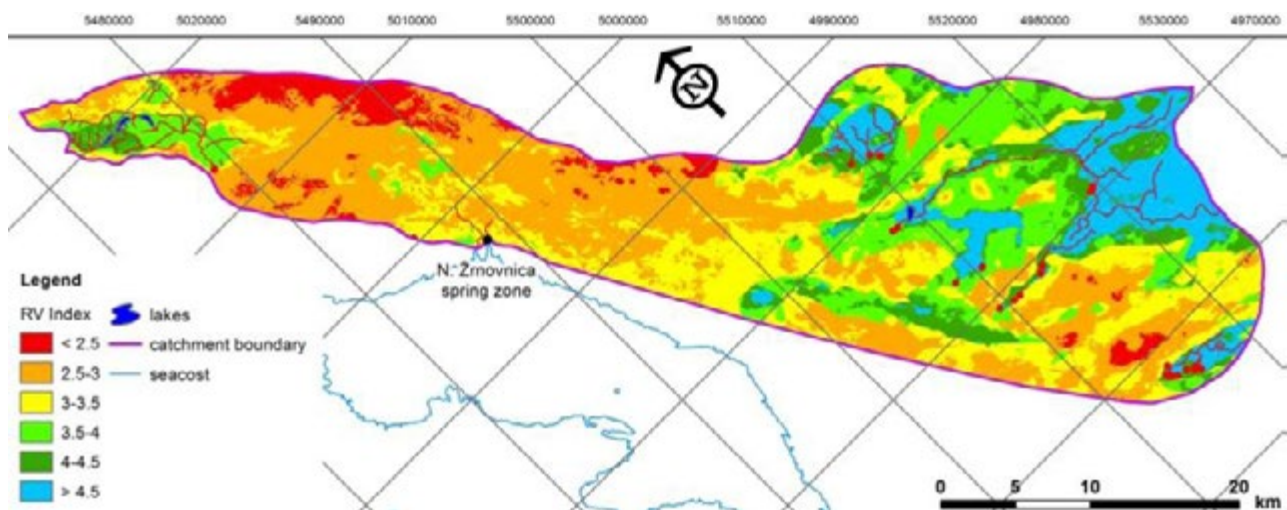 5480000 5020000 5490000 5010000 5500000 5000000 5510000 4990000 5520000 4980000 5530000 4970000
N
N. Žrnovnica
spring zone
Legend
RV Index lakes
< 2.5 catchment boundary
2.5-3 seacost
3-3.5
3.5-4
4-4.5
> 4.5
0 5 10 20
km